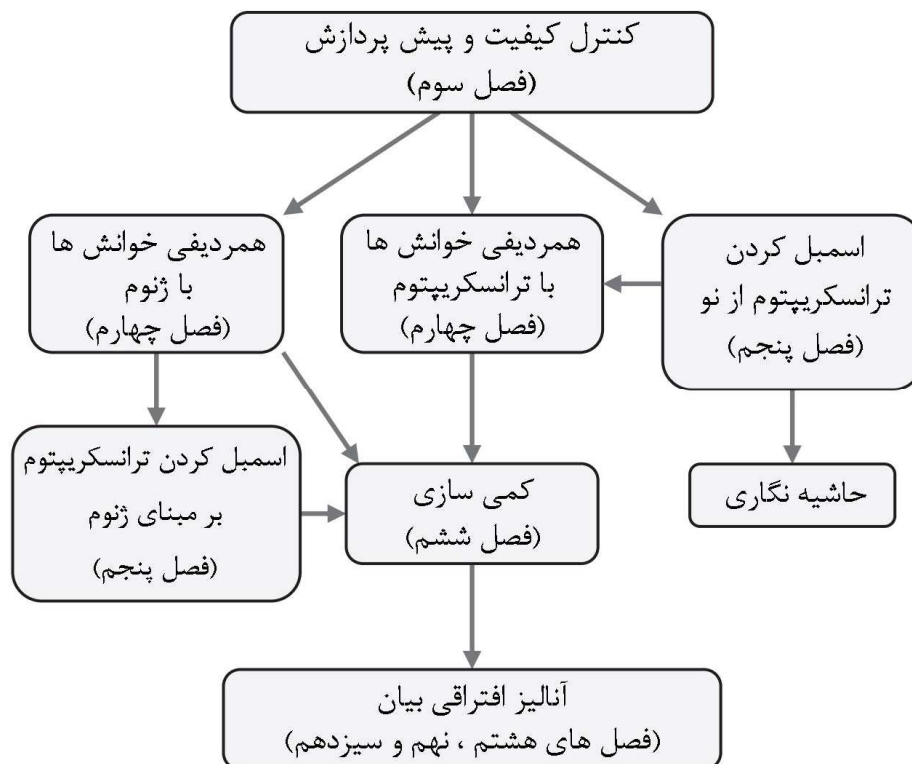 کنترل کیفیت و پیش پردازش
(فصل سوم)
همردیفی خوانش ها
با ژنوم
(فصل چهارم)
همردیفی خوانش ها
با ترانسکریپتوم
(فصل چهارم)
اسمبل کردن
ترانسکریپتوم از نو
(فصل پنجم)
اسمبل کردن ترانسکریپتوم
بر مبنای ژنوم
(فصل پنجم)
کمی سازی
(فصل ششم)
حاشیه نگاری
آنالیز افتراقی بیان
(فصل های هشتم ، نهم و سیزدهم)